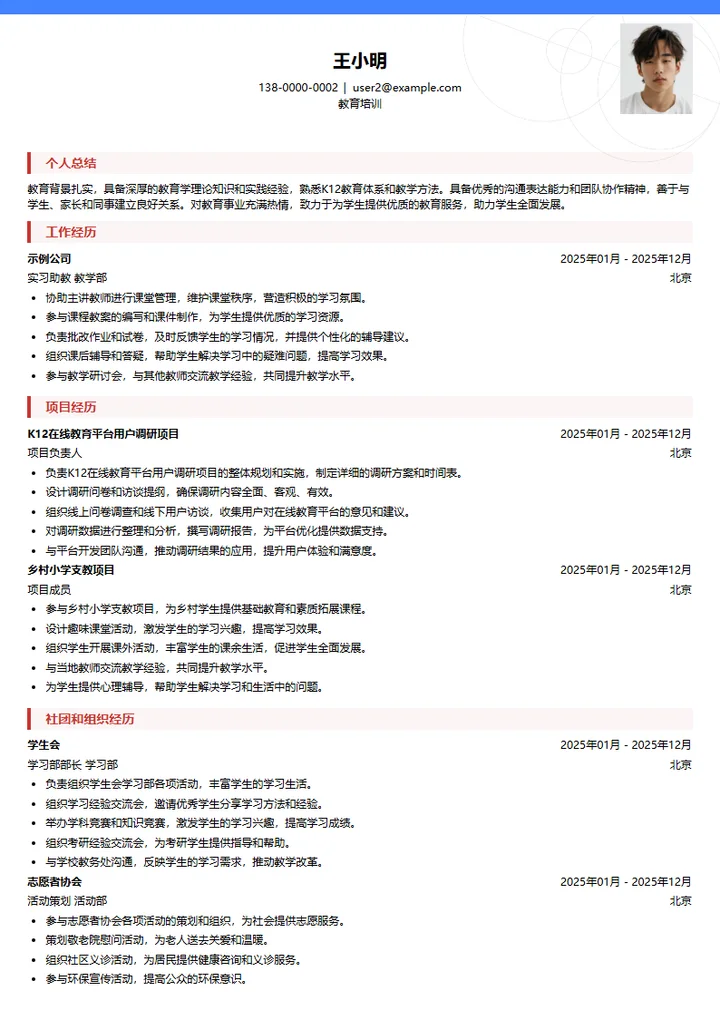 王小明
138-0000-0002 | user2@example.com
教育培训
个人总结
教育背景扎实，具备深厚的教育学理论知识和实践经验，熟悉K12教育体系和教学方法。具备优秀的沟通表达能力和团队协作精神，善于与
学生、家长和同事建立良好关系。对教育事业充满热情，致力于为学生提供优质的教育服务，助力学生全面发展。
工作经历
示例公司 2025年01月 - 2025年12月
实习助教 教学部 北京
• 协助主讲教师进行课堂管理，维护课堂秩序，营造积极的学习氛围。
• 参与课程教案的编写和课件制作，为学生提供优质的学习资源。
• 负责批改作业和试卷，及时反馈学生的学习情况，并提供个性化的辅导建议。
• 组织课后辅导和答疑，帮助学生解决学习中的疑难问题，提高学习效果。
• 参与教学研讨会，与其他教师交流教学经验，共同提升教学水平。
项目经历
K12在线教育平台用户调研项目 2025年01月 - 2025年12月
项目负责人 北京
• 负责K12在线教育平台用户调研项目的整体规划和实施，制定详细的调研方案和时间表。
• 设计调研问卷和访谈提纲，确保调研内容全面、客观、有效。
• 组织线上问卷调查和线下用户访谈，收集用户对在线教育平台的意见和建议。
• 对调研数据进行整理和分析，撰写调研报告，为平台优化提供数据支持。
• 与平台开发团队沟通，推动调研结果的应用，提升用户体验和满意度。
乡村小学支教项目 2025年01月 - 2025年12月
项目成员 北京
• 参与乡村小学支教项目，为乡村学生提供基础教育和素质拓展课程。
• 设计趣味课堂活动，激发学生的学习兴趣，提高学习效果。
• 组织学生开展课外活动，丰富学生的课余生活，促进学生全面发展。
• 与当地教师交流教学经验，共同提升教学水平。
• 为学生提供心理辅导，帮助学生解决学习和生活中的问题。
社团和组织经历
学生会 2025年01月 - 2025年12月
学习部部长 学习部 北京
• 负责组织学生会学习部各项活动，丰富学生的学习生活。
• 组织学习经验交流会，邀请优秀学生分享学习方法和经验。
• 举办学科竞赛和知识竞赛，激发学生的学习兴趣，提高学习成绩。
• 组织考研经验交流会，为考研学生提供指导和帮助。
• 与学校教务处沟通，反映学生的学习需求，推动教学改革。
志愿者协会 2025年01月 - 2025年12月
活动策划 活动部 北京
• 参与志愿者协会各项活动的策划和组织，为社会提供志愿服务。
• 策划敬老院慰问活动，为老人送去关爱和温暖。
• 组织社区义诊活动，为居民提供健康咨询和义诊服务。
• 参与环保宣传活动，提高公众的环保意识。